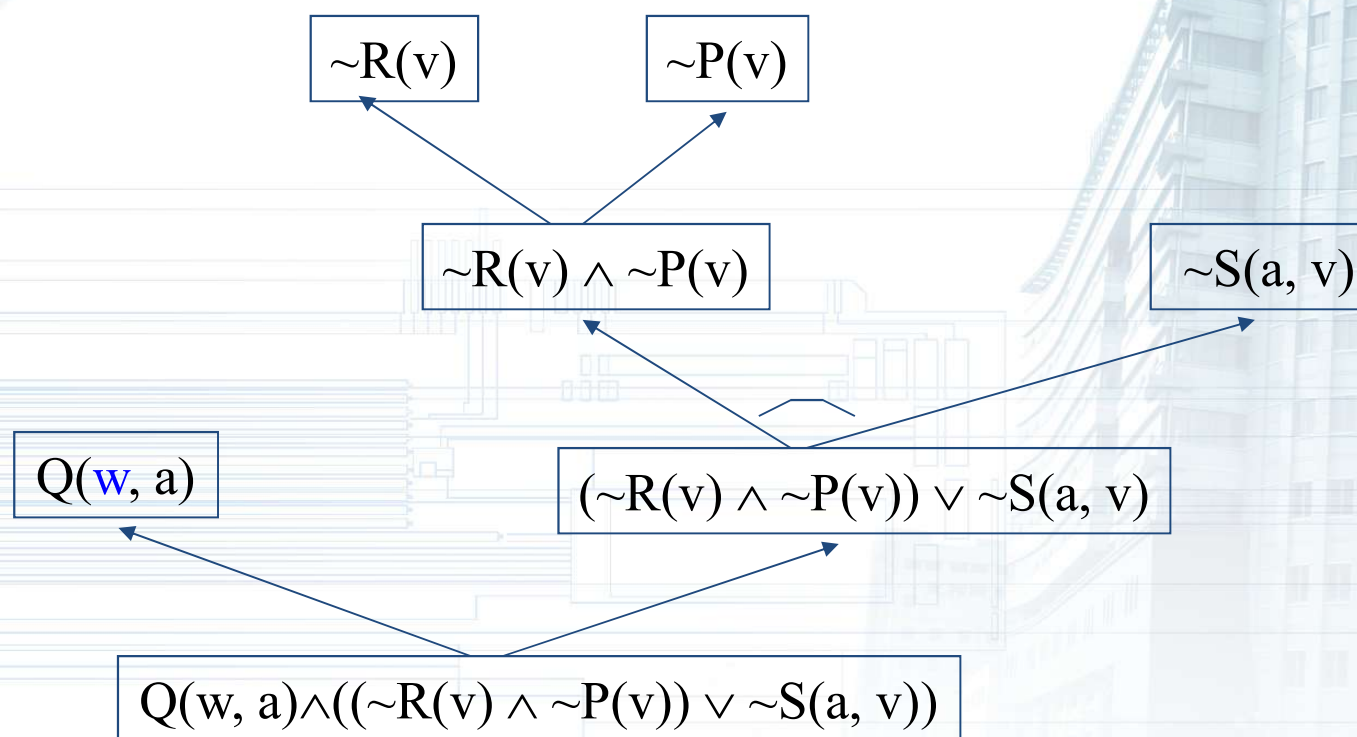 ~R(v)
~P(v)
~R(v) ∧ ~P(v)
~S(a, v)
Q(w, a)
(~R(v) ∧ ~P(v)) ∨ ~S(a, v)
Q(w, a)∧((~R(v) ∧ ~P(v)) ∨ ~S(a, v))